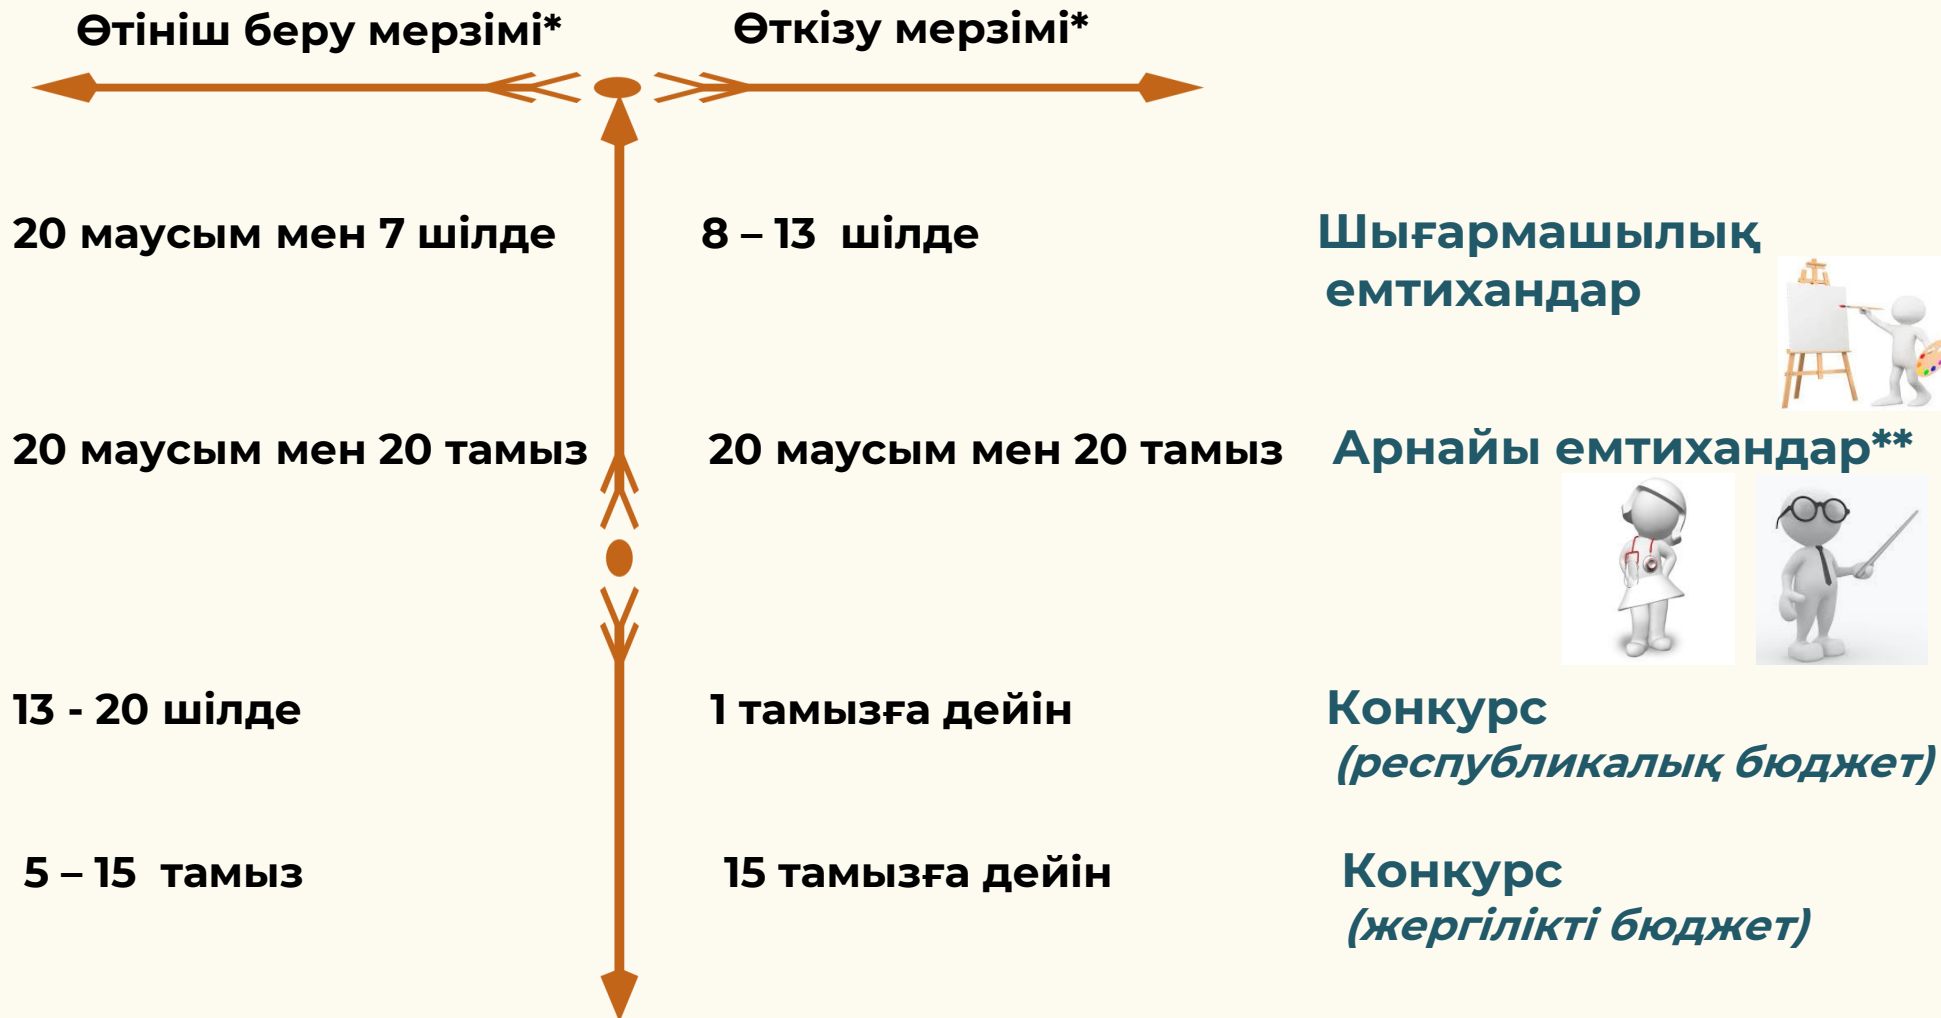 Өтініш беру мерзімі* Өткізу мерзімі*
20 маусым мен 7 шілде 8 – 13 шілде Шығармашылық
емтихандар
20 маусым мен 20 тамыз 20 маусым мен 20 тамыз Арнайы емтихандар**
13 - 20 шілде 1 тамызға дейін Конкурс
(республикалық бюджет)
5 – 15 тамыз 15 тамызға дейін Конкурс
(жергілікті бюджет)